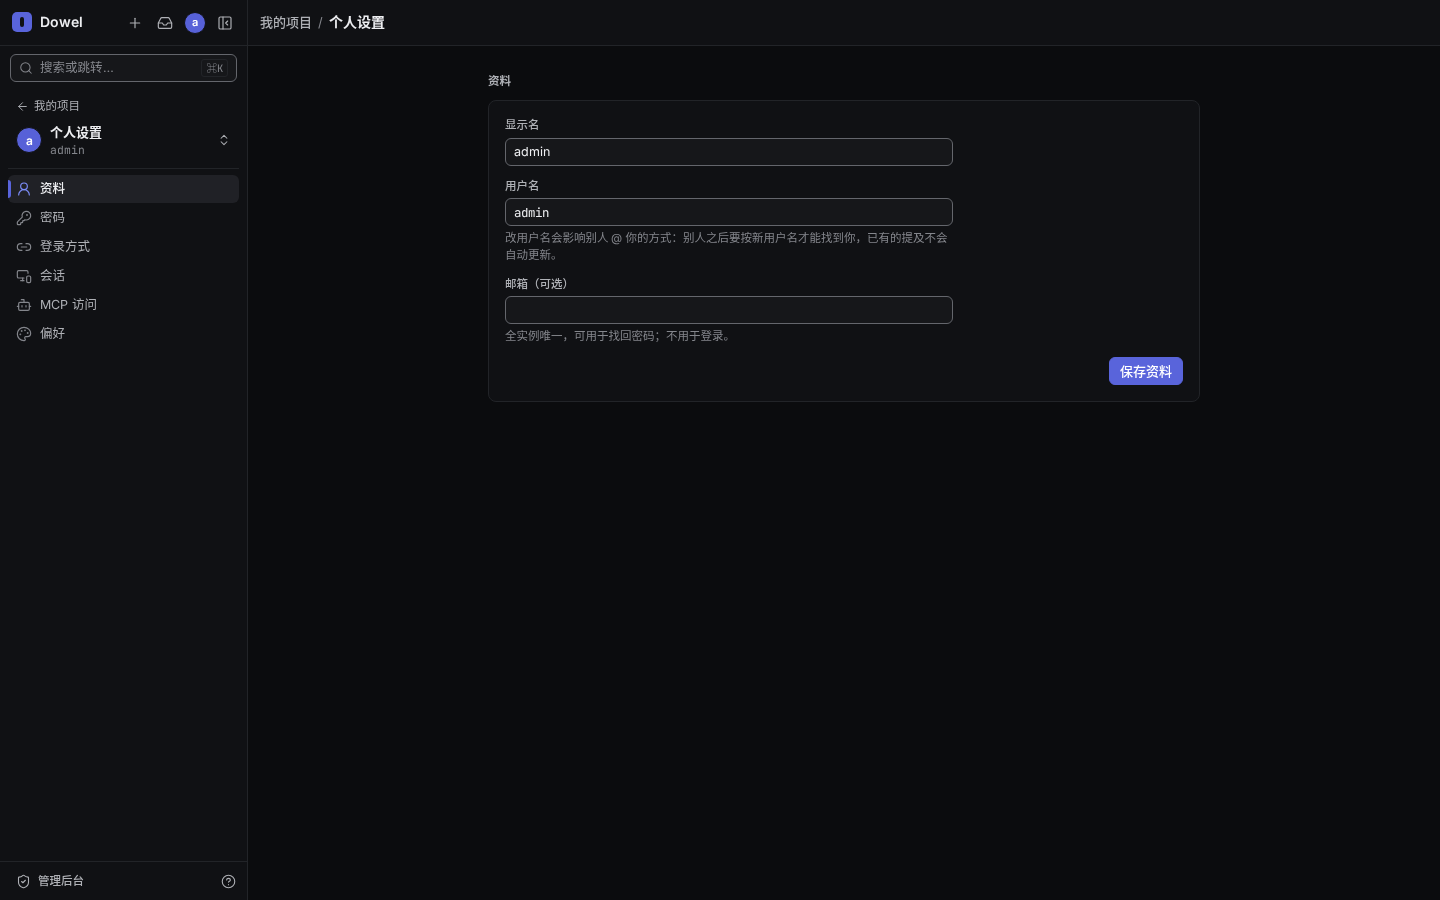 Dowel
a
搜索或跳转...
⌘K
我的项目
a
个人设置
admin
资料
密码
登录方式
会话
MCP 访问
偏好
管理后台
我的项目 / 个人设置
资料
显示名
admin
用户名
admin
改用户名会影响别人 @ 你的方式：别人之后要按新用户名才能找到你，已有的提及不会
自动更新。
邮箱（可选）
全实例唯一，可用于找回密码；不用于登录。
保存资料